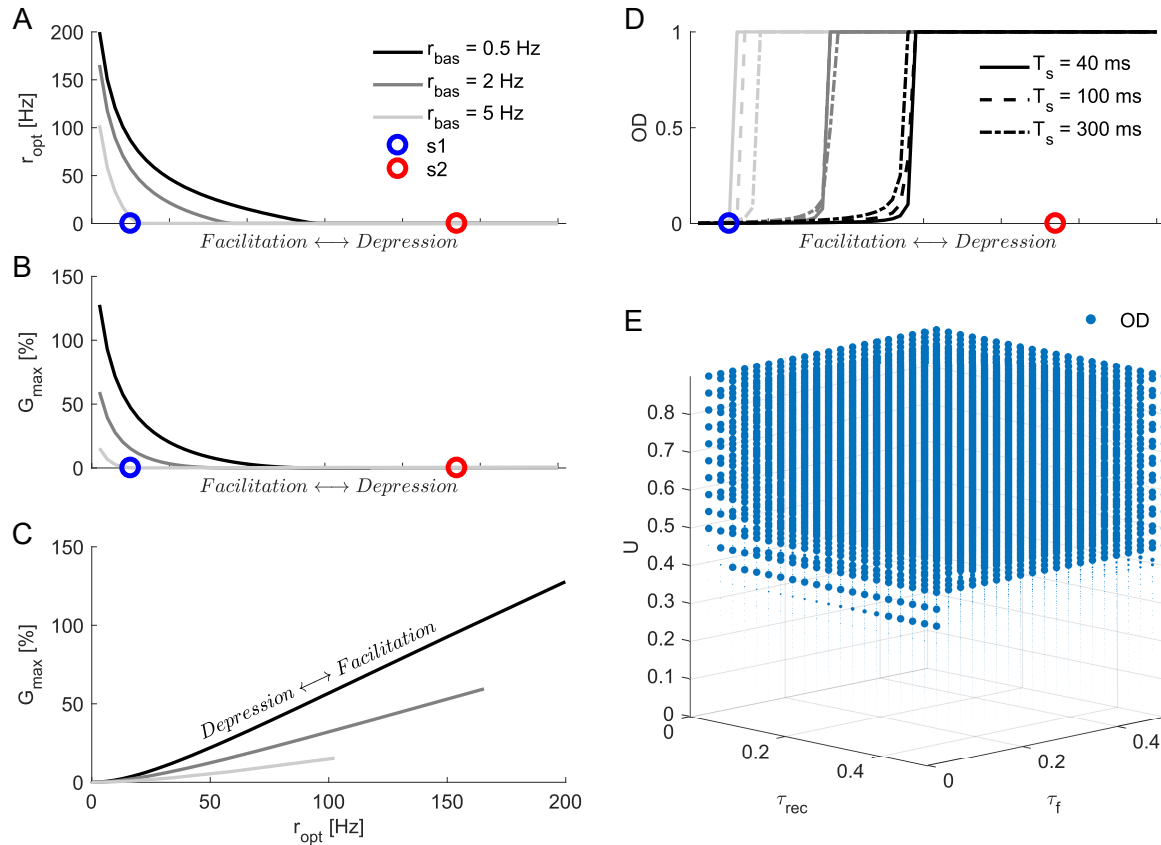 A
200
150
100
50
0
r_opt [Hz]
r_bas = 0.5 Hz
r_bas = 2 Hz
r_bas = 5 Hz
s1
s2
Facilitation ⟷ Depression
B
150
100
50
0
G_max [%]
Facilitation ⟷ Depression
C
150
100
50
0
G_max [%]
Depression ⟷ Facilitation
0 50 100 150 200
r_opt [Hz]
D
1
0.5
0
OD
T_s = 40 ms
T_s = 100 ms
T_s = 300 ms
Facilitation ⟷ Depression
E
OD
0.8
0.7
0.6
0.5
0.4
0.3
0.2
0.1
0
U
0 0.2 0.4
τ_rec
0 0.2 0.4
τ_f